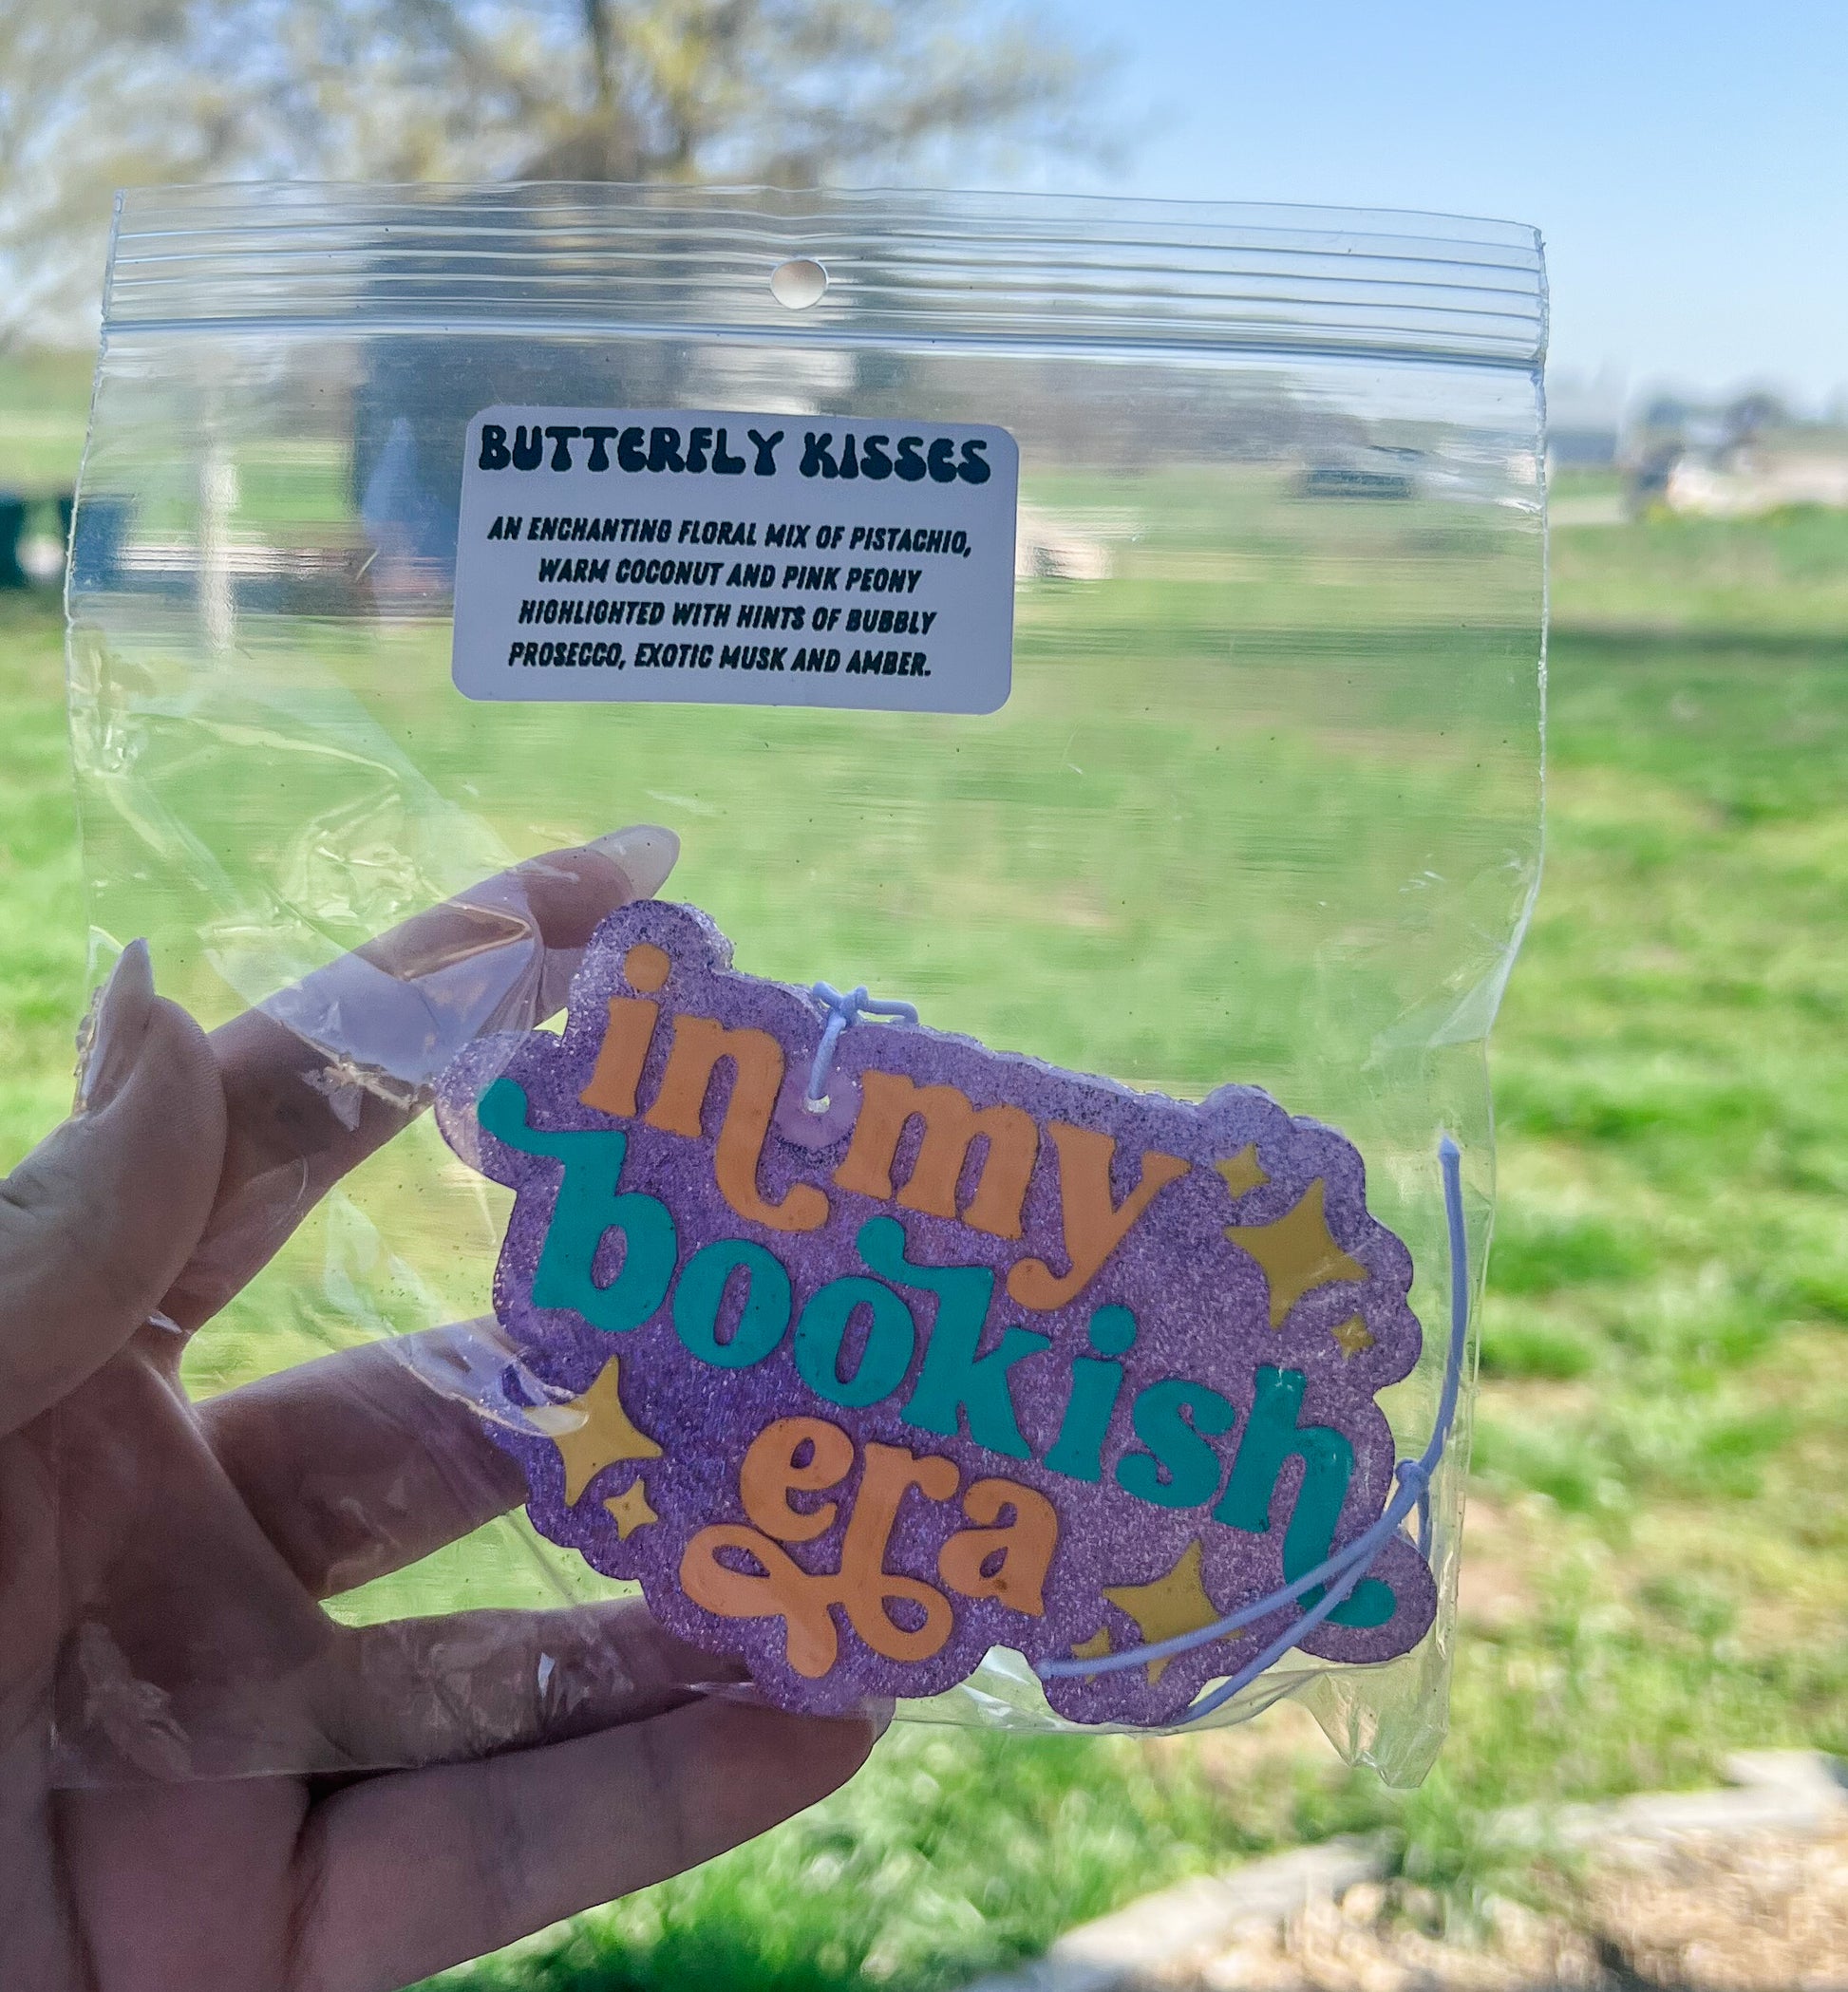 BUTTERFLY KISSES
AN ENCHANTING FLORAL MIX OF PISTACHIO,
WARM COCONUT AND PINK PEONY
HIGHLIGHTED WITH HINTS OF BUBBLY
PROSECCO, EXOTIC MUSK AND AMBER.
in my
bookish
era